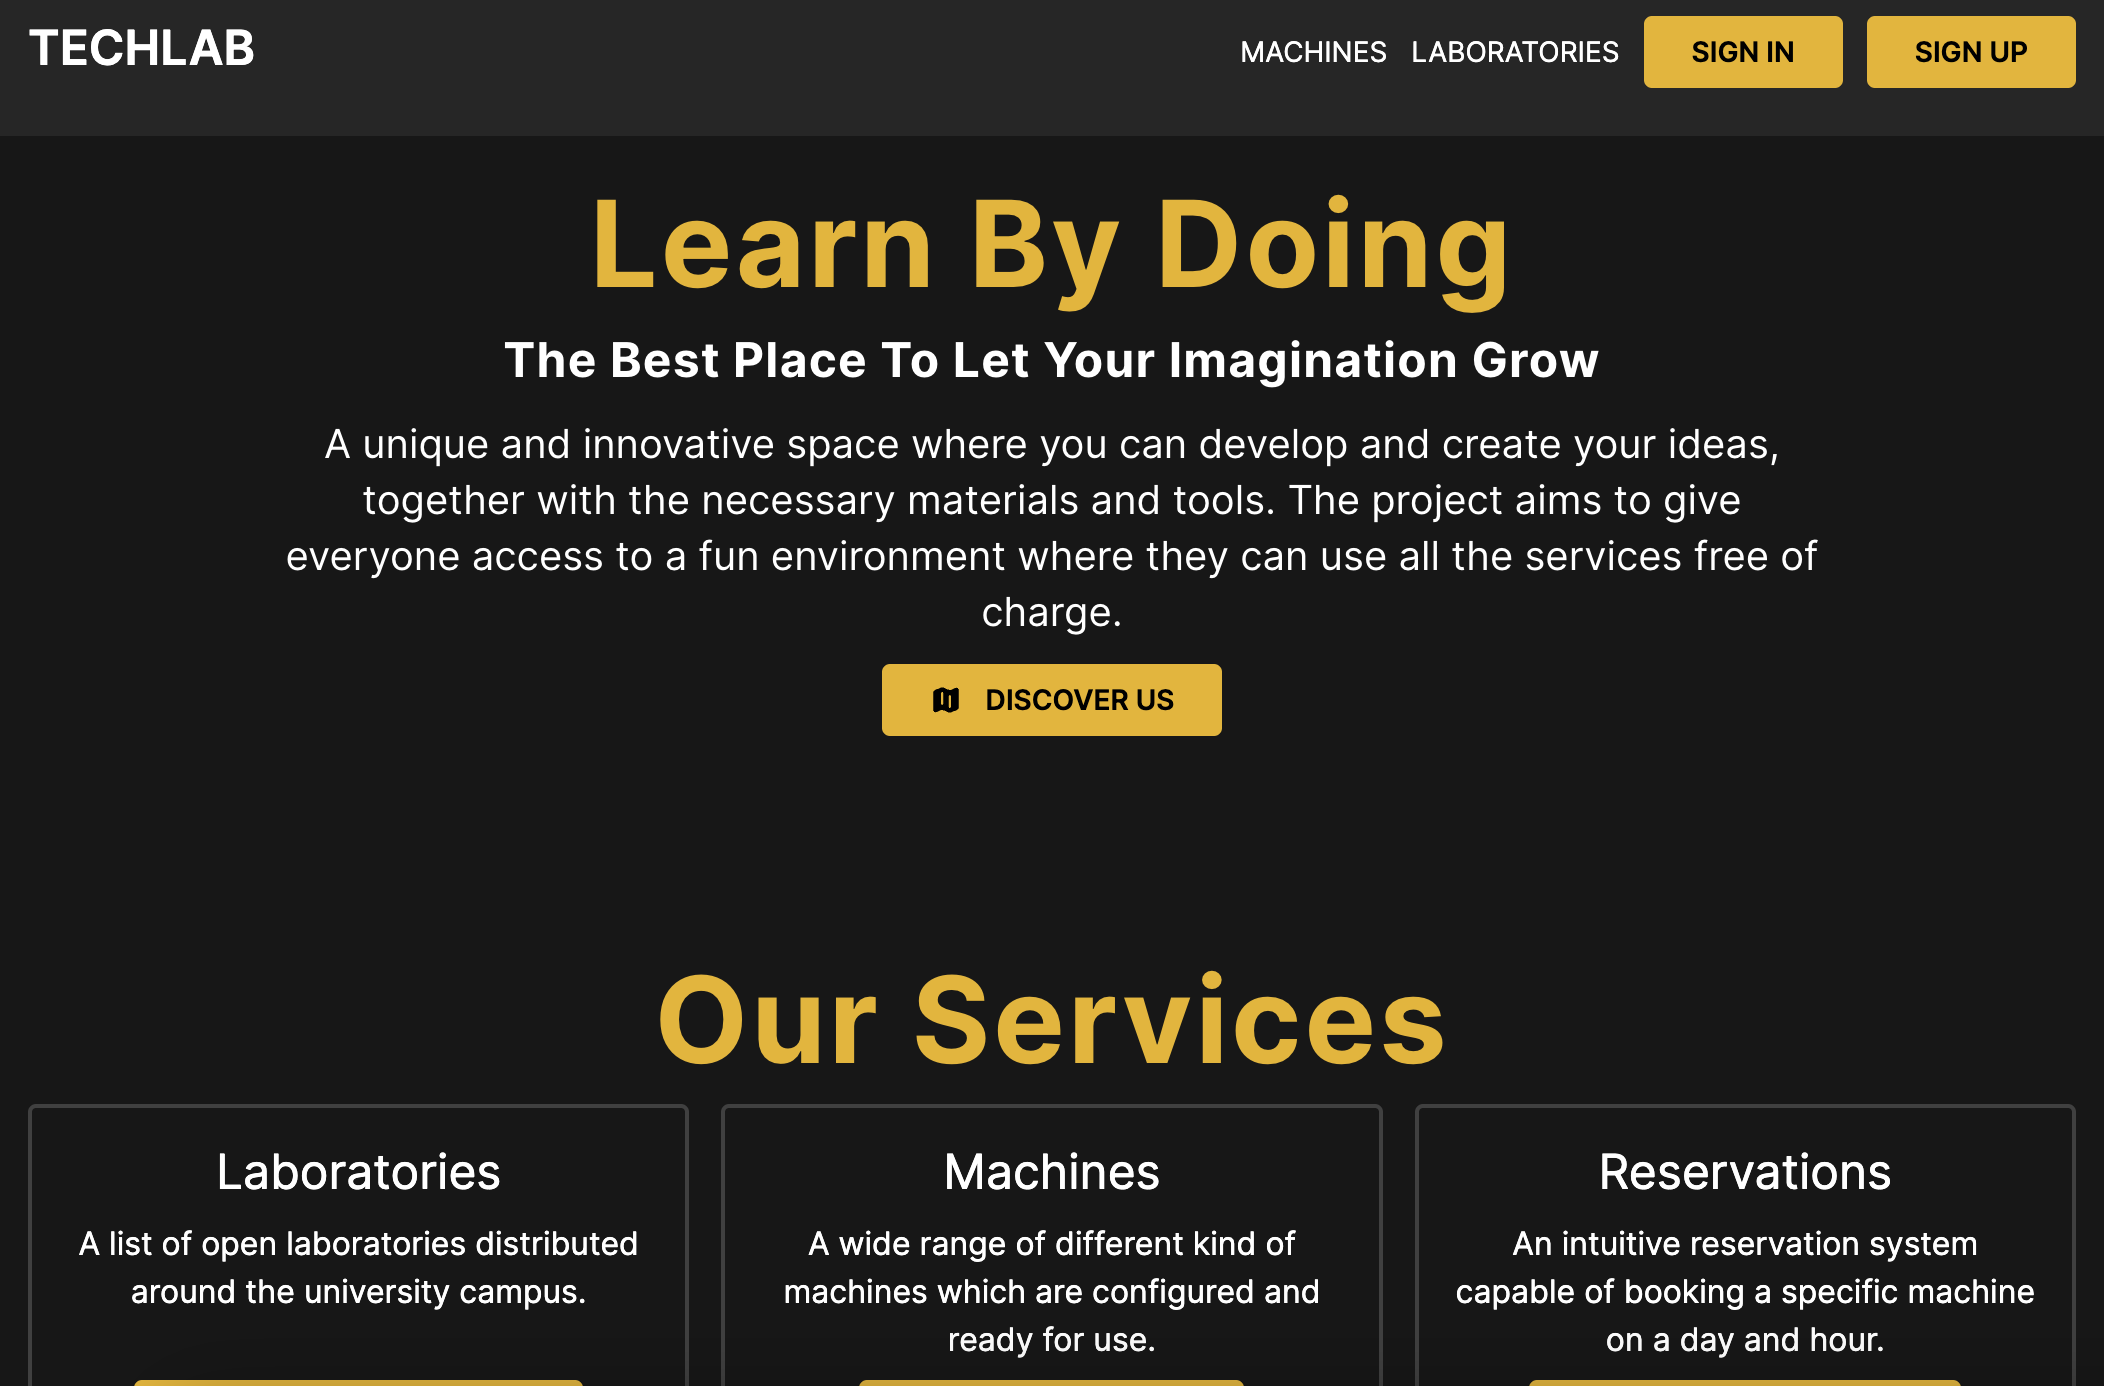 TECHLAB
MACHINES
LABORATORIES
SIGN IN
SIGN UP
Learn By Doing
The Best Place To Let Your Imagination Grow
A unique and innovative space where you can develop and create your ideas,
together with the necessary materials and tools. The project aims to give
everyone access to a fun environment where they can use all the services free of
charge.
DISCOVER US
Our Services
Laboratories
A list of open laboratories distributed
around the university campus.
Machines
A wide range of different kind of
machines which are configured and
ready for use.
Reservations
An intuitive reservation system
capable of booking a specific machine
on a day and hour.